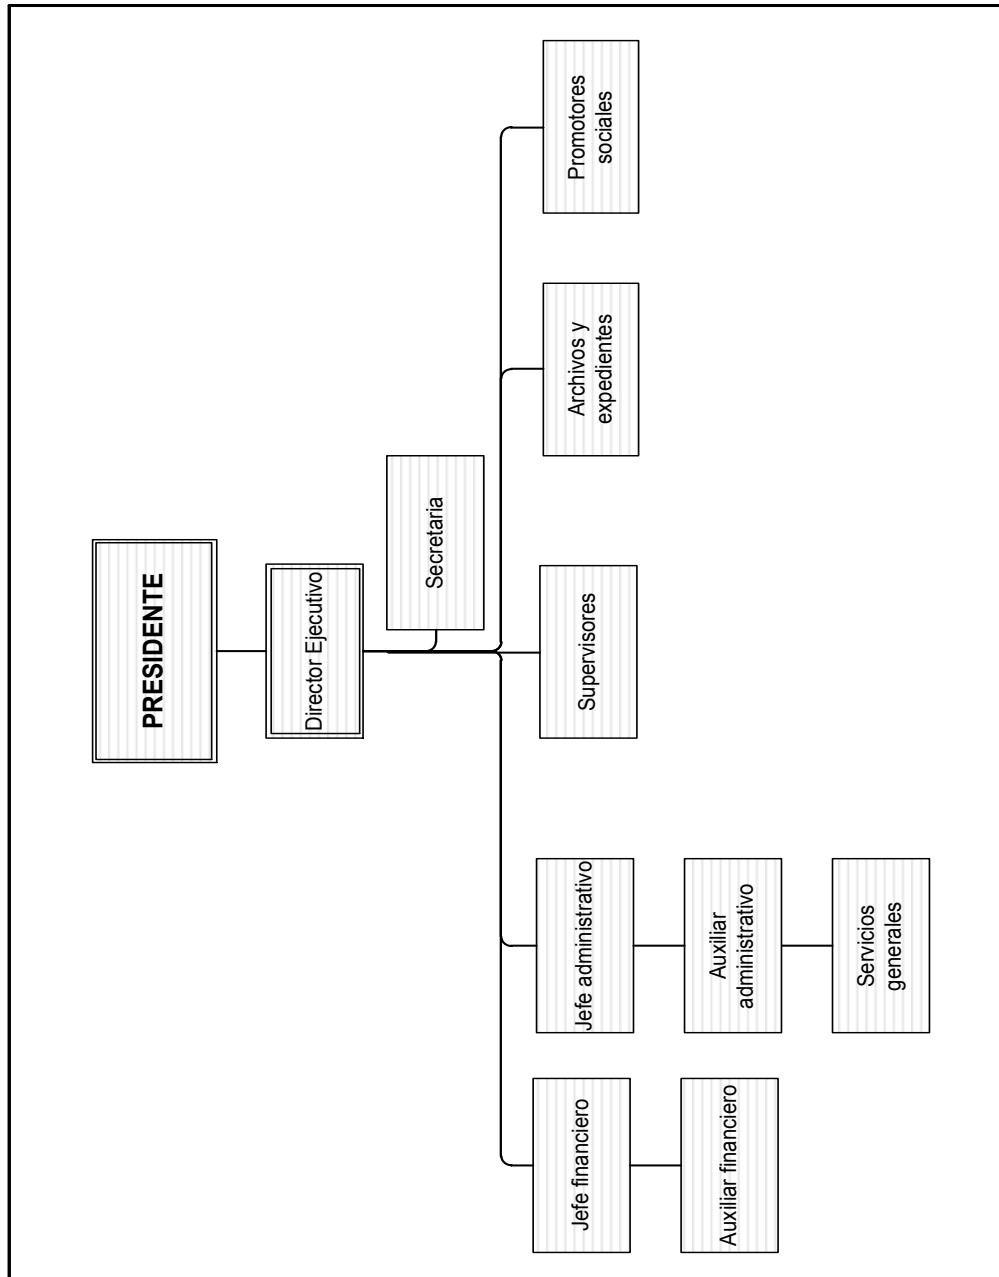 PRESIDENTE
Director Ejecutivo
Secretaria
Jefe financiero
Jefe administrativo
Supervisores
Archivos y
expedientes
Promotores
sociales
Auxiliar financiero
Auxiliar
administrativo
Servicios
generales